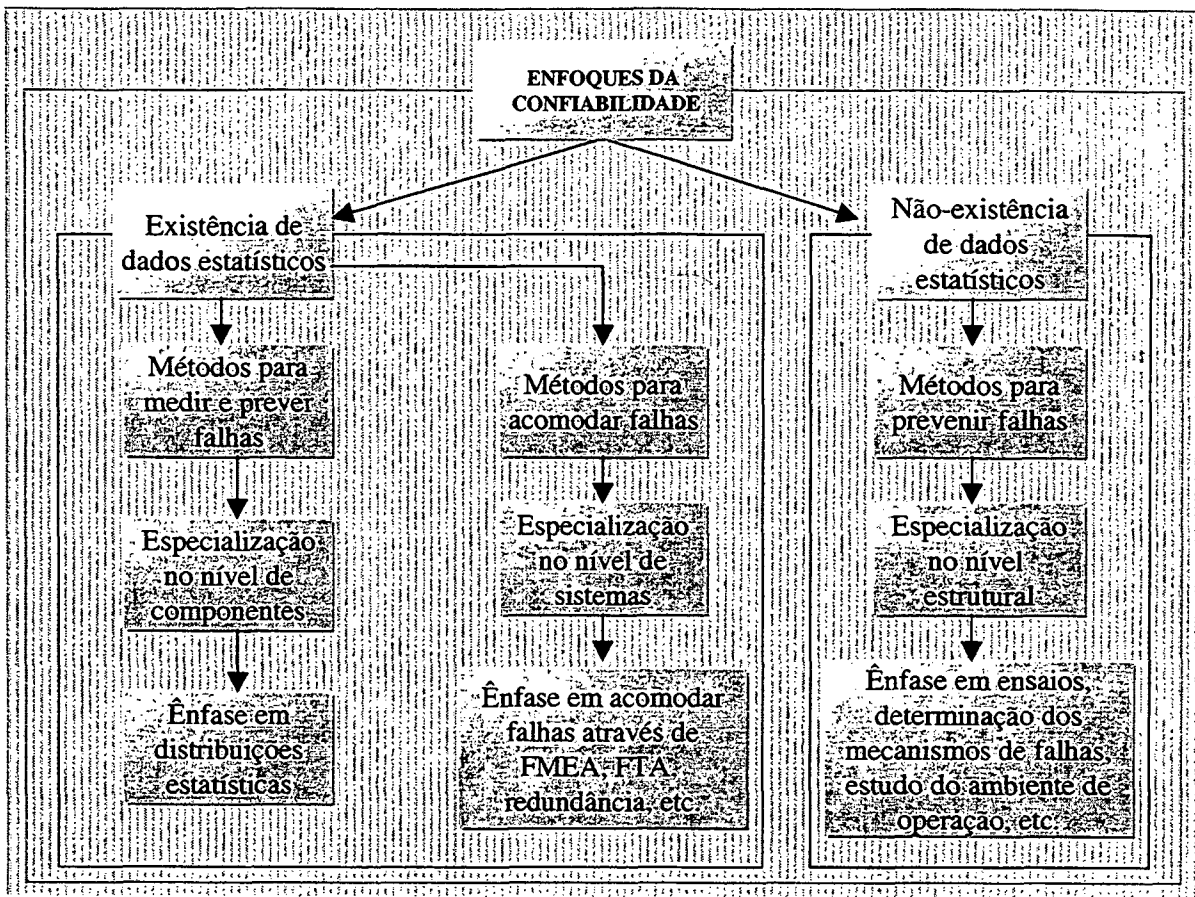 ENFOQUES DA
CONFIABILIDADE
Existência de
dados estatísticos
Não-existência
de dados
estatísticos
Métodos para
medir e prever
falhas
Métodos para
acomodar falhas
Métodos para
prevenir falhas
Especialização
no nível de
componentes
Especialização
no nível de
sistemas
Especialização
no nível
estrutural
Ênfase em
distribuições
estatísticas
Ênfase em acomodar
falhas através de
FMEA, FTA,
redundância, etc
Ênfase em ensaios,
determinação dos
mecanismos de falhas,
estudo do ambiente de
operação, etc.